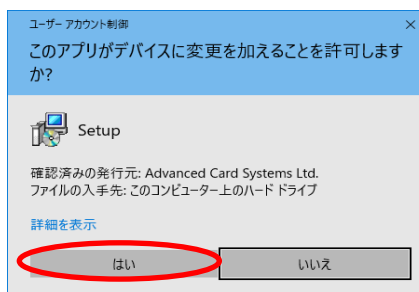 ユーザー アカウント制御
×
このアプリがデバイスに変更を加えることを許可します
か?
Setup
確認済みの発行元: Advanced Card Systems Ltd.
ファイルの入手先: このコンピューター上のハード ドライブ
詳細を表示
はい
いいえ